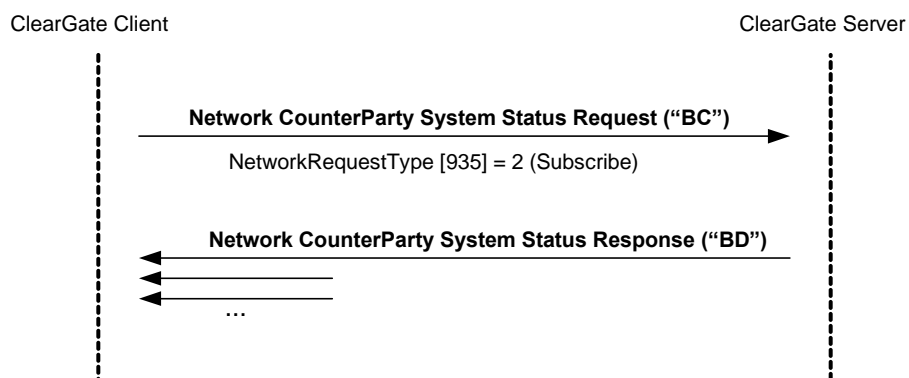 ClearGate Client
ClearGate Server
Network CounterParty System Status Request (“BC”)
NetworkRequestType [935] = 2 (Subscribe)
Network CounterParty System Status Response (“BD”)
…